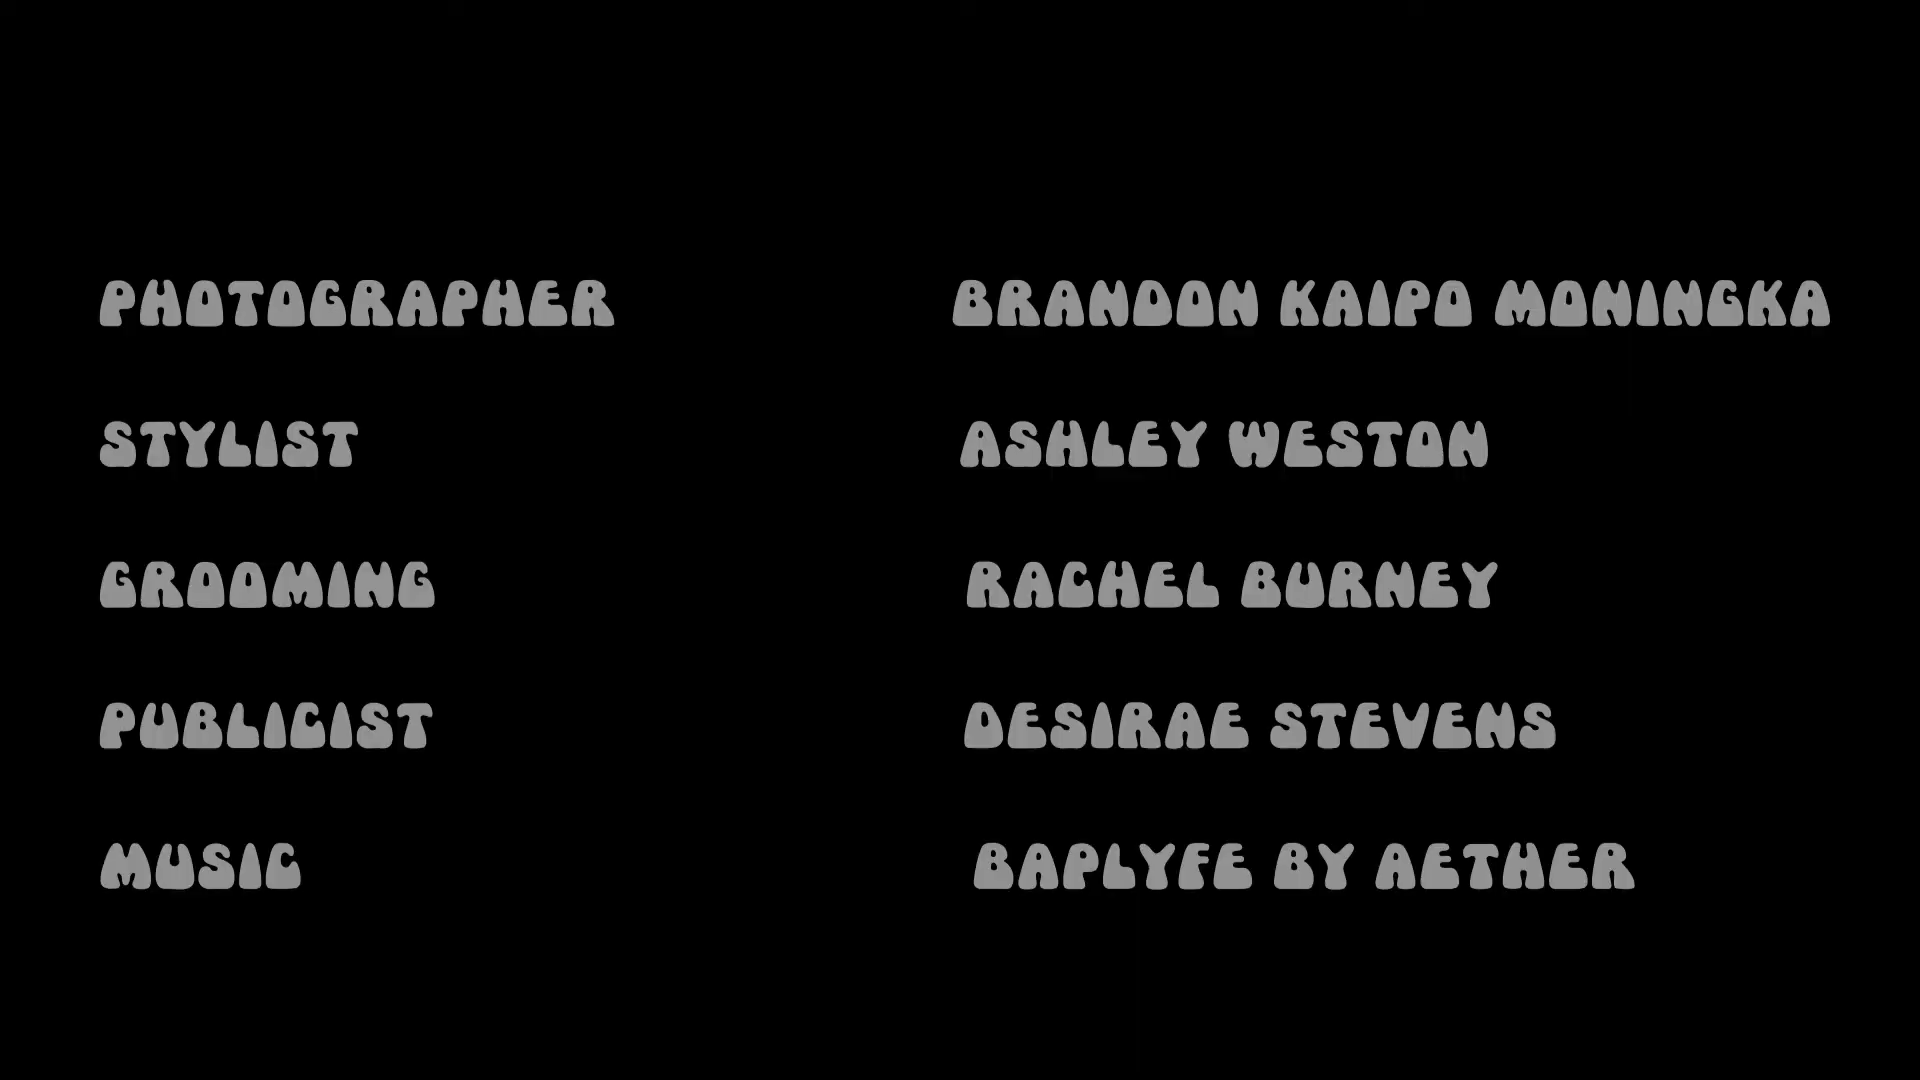 PHOTOGRAPHER BRANDON KAIPO MONINGKA
STYLIST ASHLEY WESTON
GROOMING RACHEL BURNEY
PUBLICIST DESIRAE STEVENS
MUSIC BAPLYFE BY AETHER